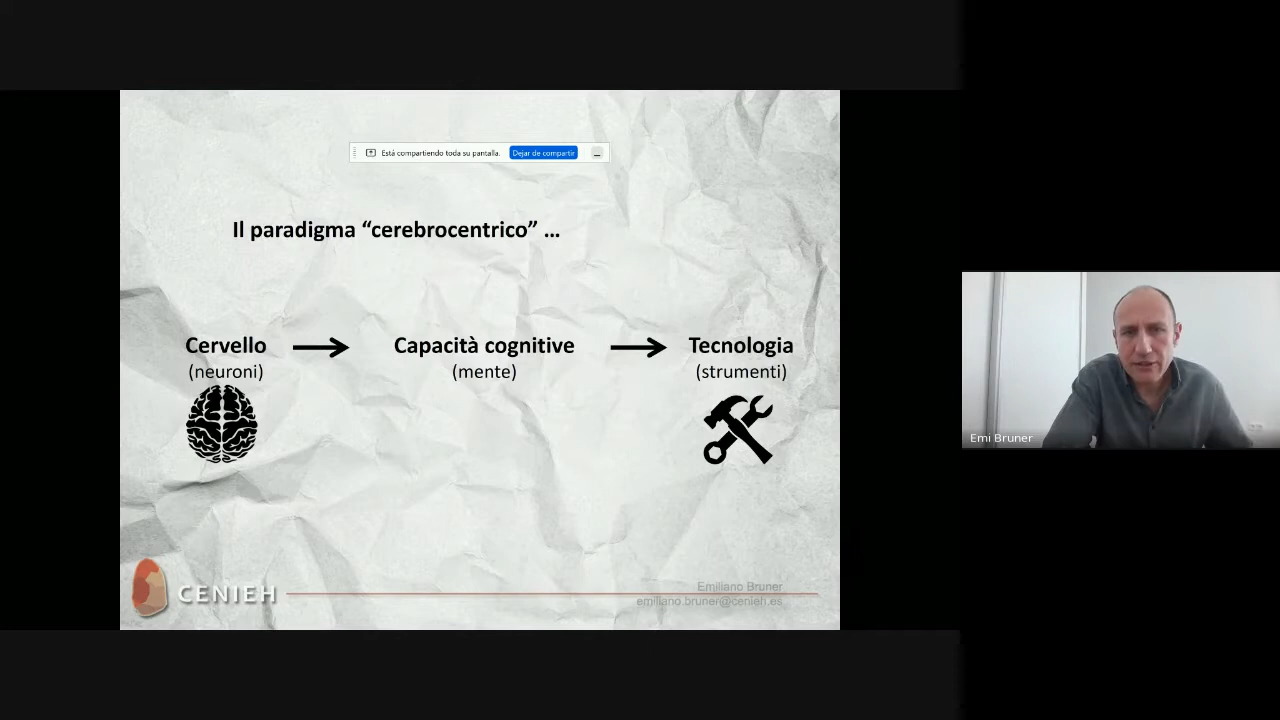 Está compartiendo toda su pantalla. Dejar de compartir
Il paradigma “cerebrocentrico” ...
Cervello Capacità cognitive Tecnologia
(neuroni) (mente) (strumenti)
CENIEH
Emiliano Bruner
emiliano.bruner@cenieh.es
Emi Bruner